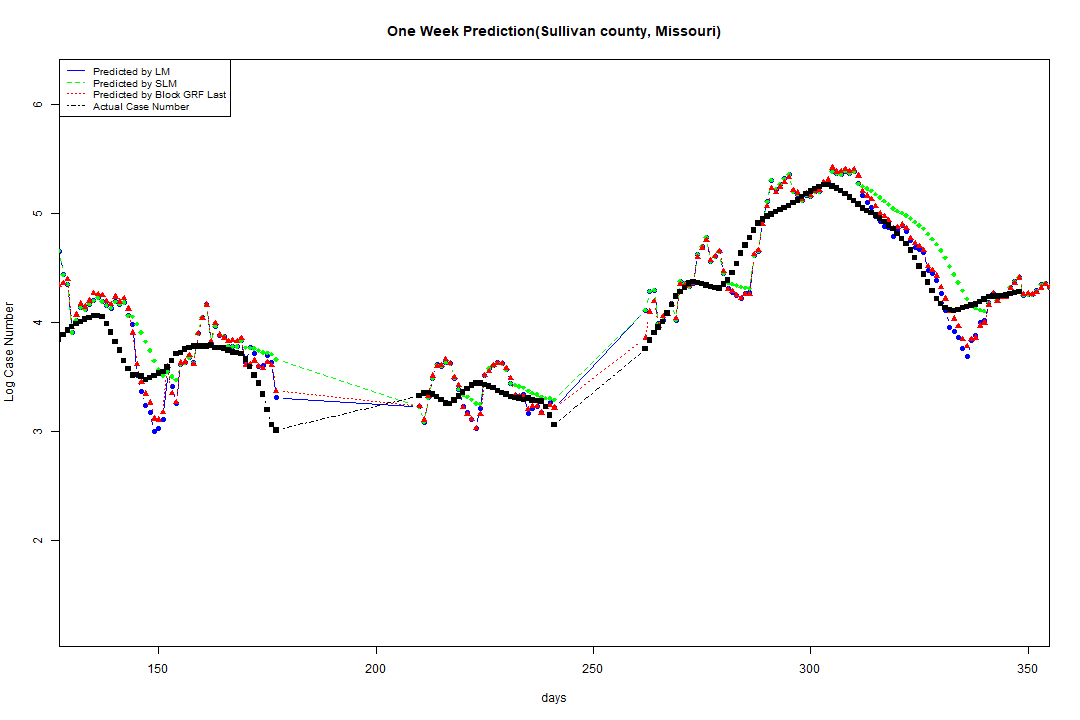 One Week Prediction(Sullivan county, Missouri)
Predicted by LM
Predicted by SLM
Predicted by Block GRF Last
Actual Case Number
6
5
4
3
2
Log Case Number
150
200
250
300
350
days